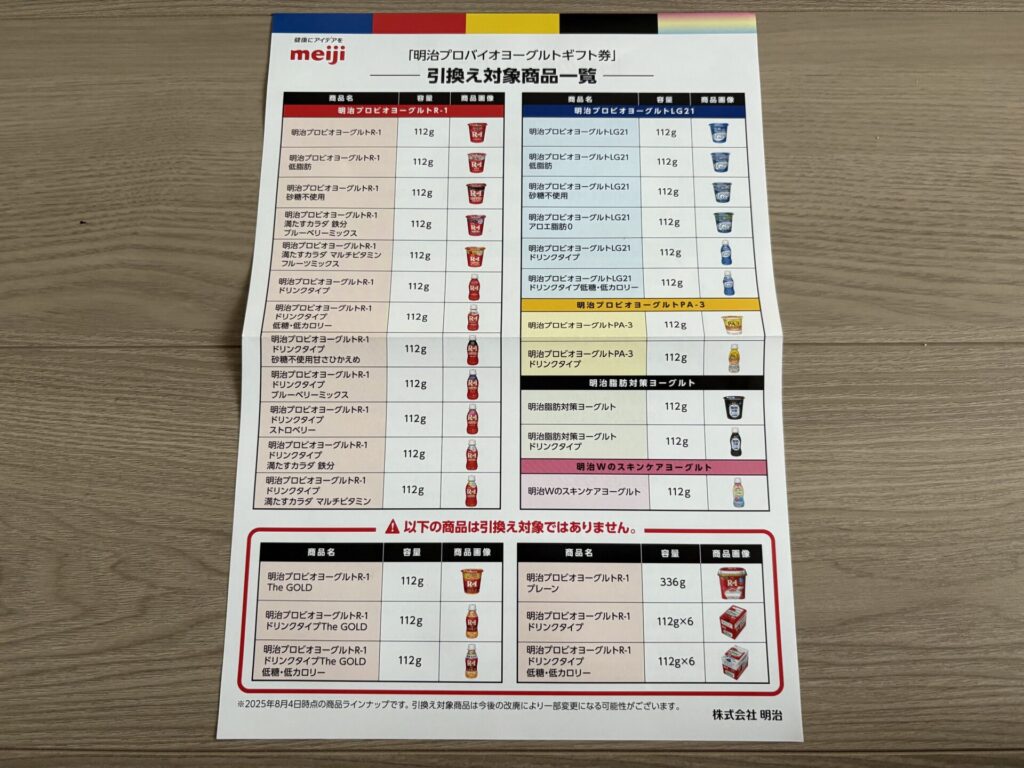 健康にアイデアを
meiji
「明治プロバイオヨーグルトギフト券」
引換え対象商品一覧
商品名 容量 商品画像
明治プロビオヨーグルトR-1
明治プロビオヨーグルトR-1 112g
明治プロビオヨーグルトR-1
低脂肪 112g
明治プロビオヨーグルトR-1
砂糖不使用 112g
明治プロビオヨーグルトR-1
満たすカラダ 鉄分
ブルーベリーミックス 112g
明治プロビオヨーグルトR-1
満たすカラダ マルチビタミン
フルーツミックス 112g
明治プロビオヨーグルトR-1
ドリンクタイプ 112g
明治プロビオヨーグルトR-1
ドリンクタイプ
低糖・低カロリー 112g
明治プロビオヨーグルトR-1
ドリンクタイプ
砂糖不使用甘さひかえめ 112g
明治プロビオヨーグルトR-1
ドリンクタイプ
ブルーベリーミックス 112g
明治プロビオヨーグルトR-1
ドリンクタイプ
ストロベリー 112g
明治プロビオヨーグルトR-1
ドリンクタイプ
満たすカラダ 鉄分 112g
明治プロビオヨーグルトR-1
ドリンクタイプ
満たすカラダ マルチビタミン 112g
商品名 容量 商品画像
明治プロビオヨーグルトLG21
明治プロビオヨーグルトLG21 112g
明治プロビオヨーグルトLG21
低脂肪 112g
明治プロビオヨーグルトLG21
砂糖不使用 112g
明治プロビオヨーグルトLG21
アロエ脂肪0 112g
明治プロビオヨーグルトLG21
ドリンクタイプ 112g
明治プロビオヨーグルトLG21
ドリンクタイプ低糖・低カロリー 112g
明治プロビオヨーグルトPA-3
明治プロビオヨーグルトPA-3 112g
明治プロビオヨーグルトPA-3
ドリンクタイプ 112g
明治脂肪対策ヨーグルト
明治脂肪対策ヨーグルト 112g
明治脂肪対策ヨーグルト
ドリンクタイプ 112g
明治Wのスキンケアヨーグルト
明治Wのスキンケアヨーグルト 112g
以下の商品は引換え対象ではありません。
商品名 容量 商品画像
明治プロビオヨーグルトR-1
The GOLD 112g
明治プロビオヨーグルトR-1
ドリンクタイプThe GOLD 112g
明治プロビオヨーグルトR-1
ドリンクタイプThe GOLD
低糖・低カロリー 112g
商品名 容量 商品画像
明治プロビオヨーグルトR-1
プレーン 336g
明治プロビオヨーグルトR-1
ドリンクタイプ 112g×6
明治プロビオヨーグルトR-1
ドリンクタイプ
低糖・低カロリー 112g×6
※2025年8月4日時点の商品ラインナップです。引換え対象商品は今後の改廃により一部変更になる可能性がございます。
株式会社 明治